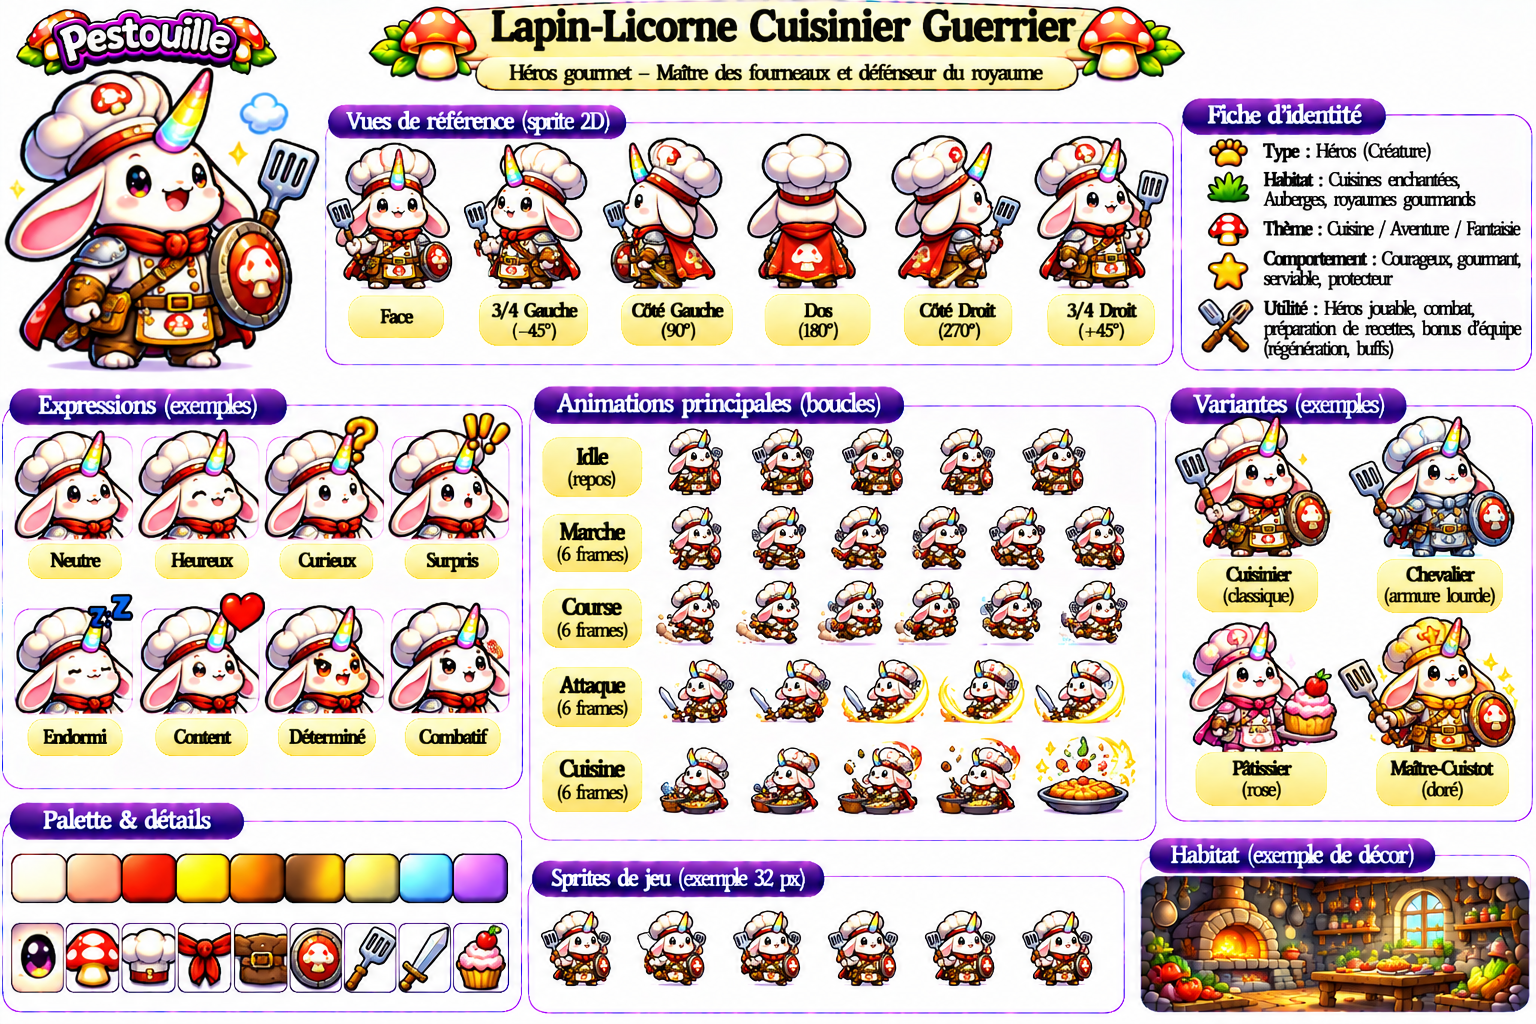 Pestouille
Lapin-Licorne Cuisinier Guerrier
Héros gourmet – Maître des fourneaux et défénseur du royaume
Vues de référence (sprite 2D)
Face
3/4 Gauche
(−45°)
Côté Gauche
(90°)
Dos
(180°)
Côté Droit
(270°)
3/4 Droit
(+45°)
Fiche d'identité
Type : Héros (Créature)
Habitat : Cuisines enchantées,
Auberges, royaumes gourmands
Thème : Cuisine / Aventure / Fantaisie
Comportement : Courageux, gourmant,
serviable, protecteur
Utilité : Héros jouable, combat,
préparation de recettes, bonus d'équipe
(régénération, buffs)
Expressions (exemples)
?
!!!
Neutre
Heureux
Curieux
Surpris
z.Z
Endormi
Content
Déterminé
Combatif
Animations principales (boucles)
Idle
(repos)
Marche
(6 frames)
Course
(6 frames)
Attaque
(6 frames)
Cuisine
(6 frames)
Variantes (exemples)
Cuisinier
(classique)
Chevalier
(armure lourde)
Pâtissier
(rose)
Maître-Cuistot
(doré)
Palette & détails
Sprites de jeu (exemple 32 px)
Habitat (exemple de décor)